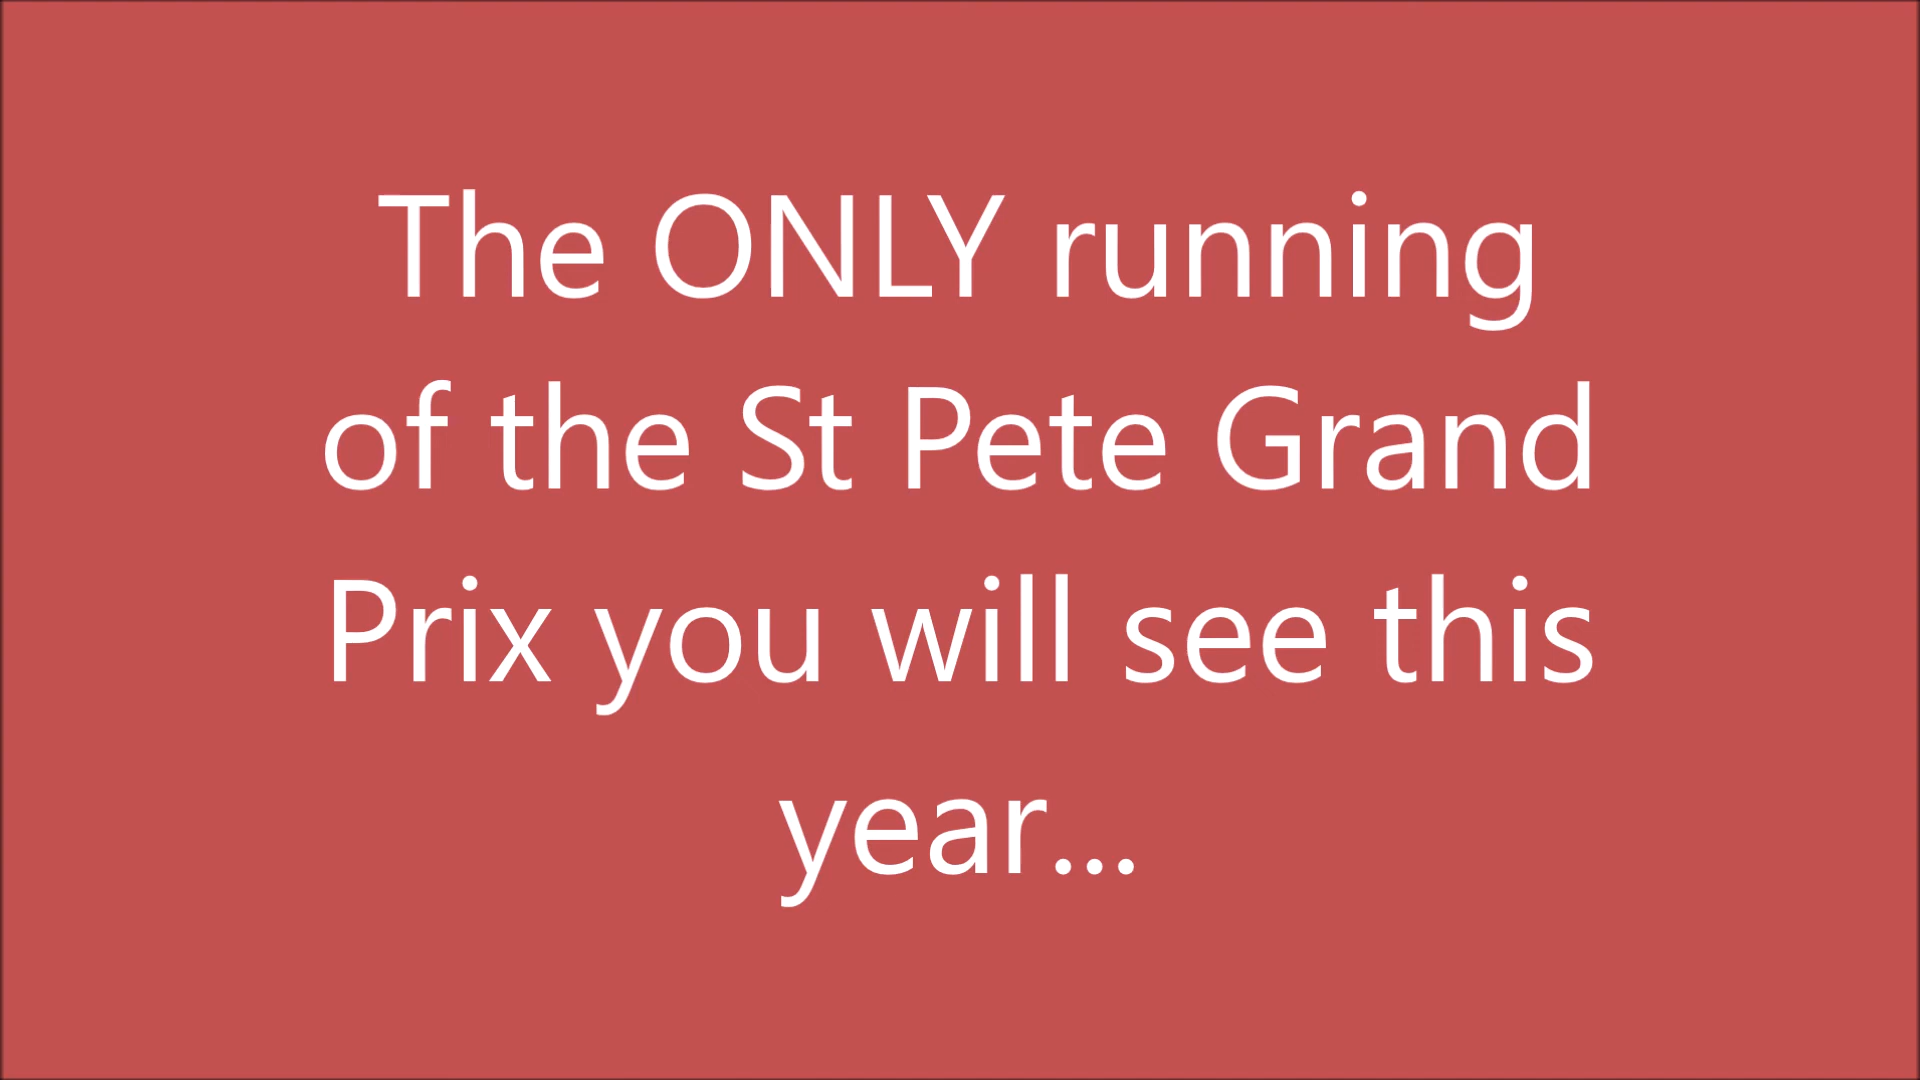 The ONLY running
of the St Pete Grand
Prix you will see this
year...